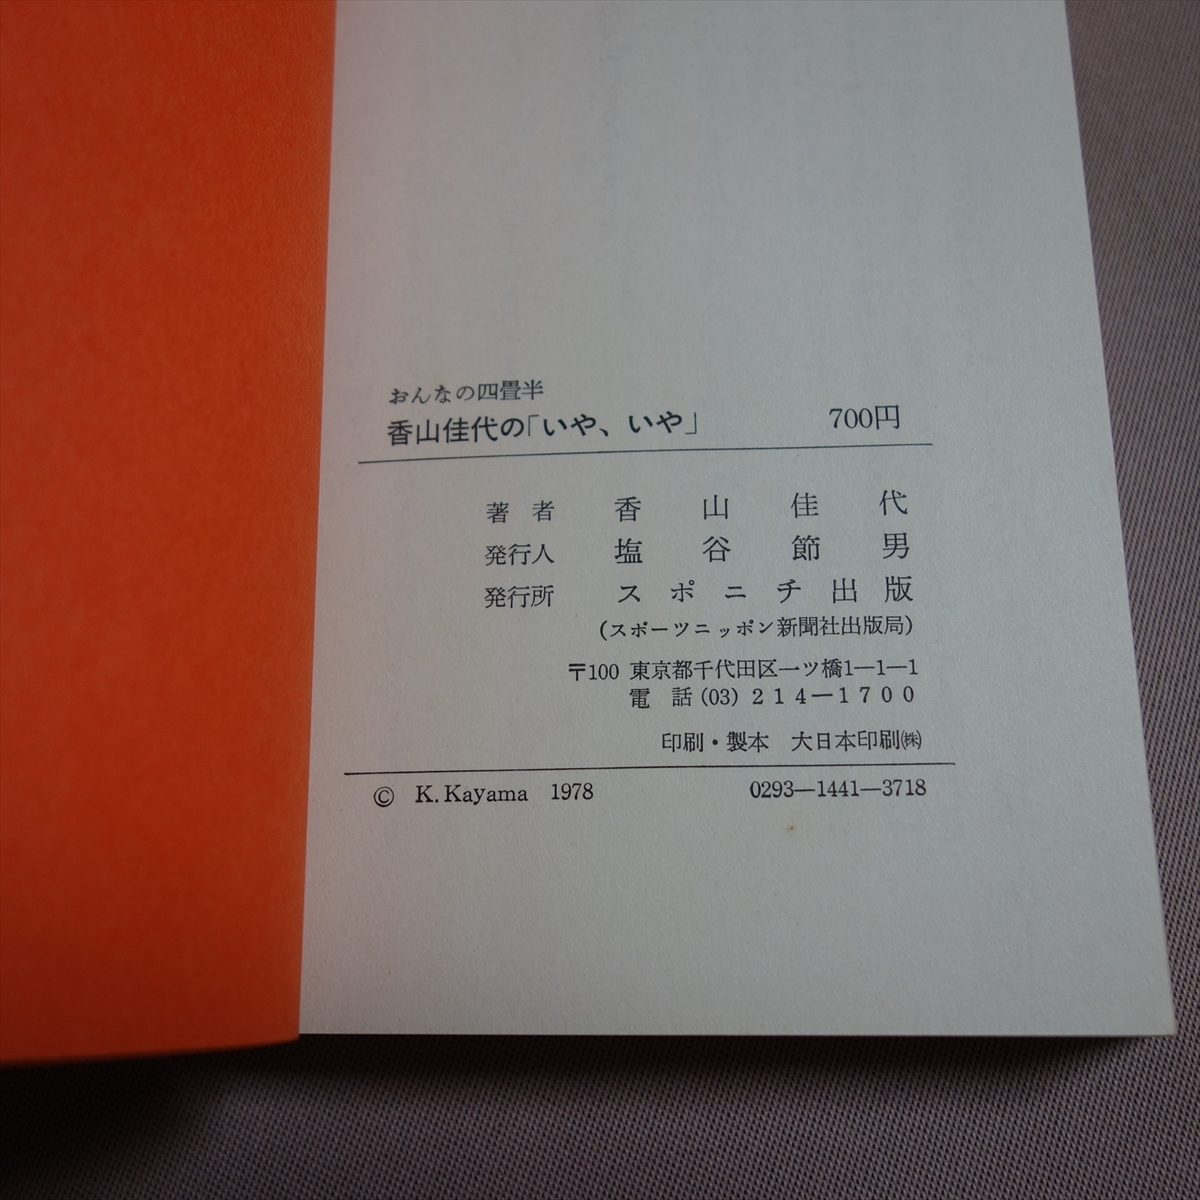 おんなの四畳半
香山佳代の「いや、いや」 700円
著者 香山佳代
発行人 塩谷節男
発行所 スポニチ出版
(スポーツニッポン新聞社出版局)
〒100 東京都千代田区一ツ橋1—1—1
電話(03)214—1700
印刷・製本 大日本印刷㈱
© K. Kayama 1978 0293—1441—3718